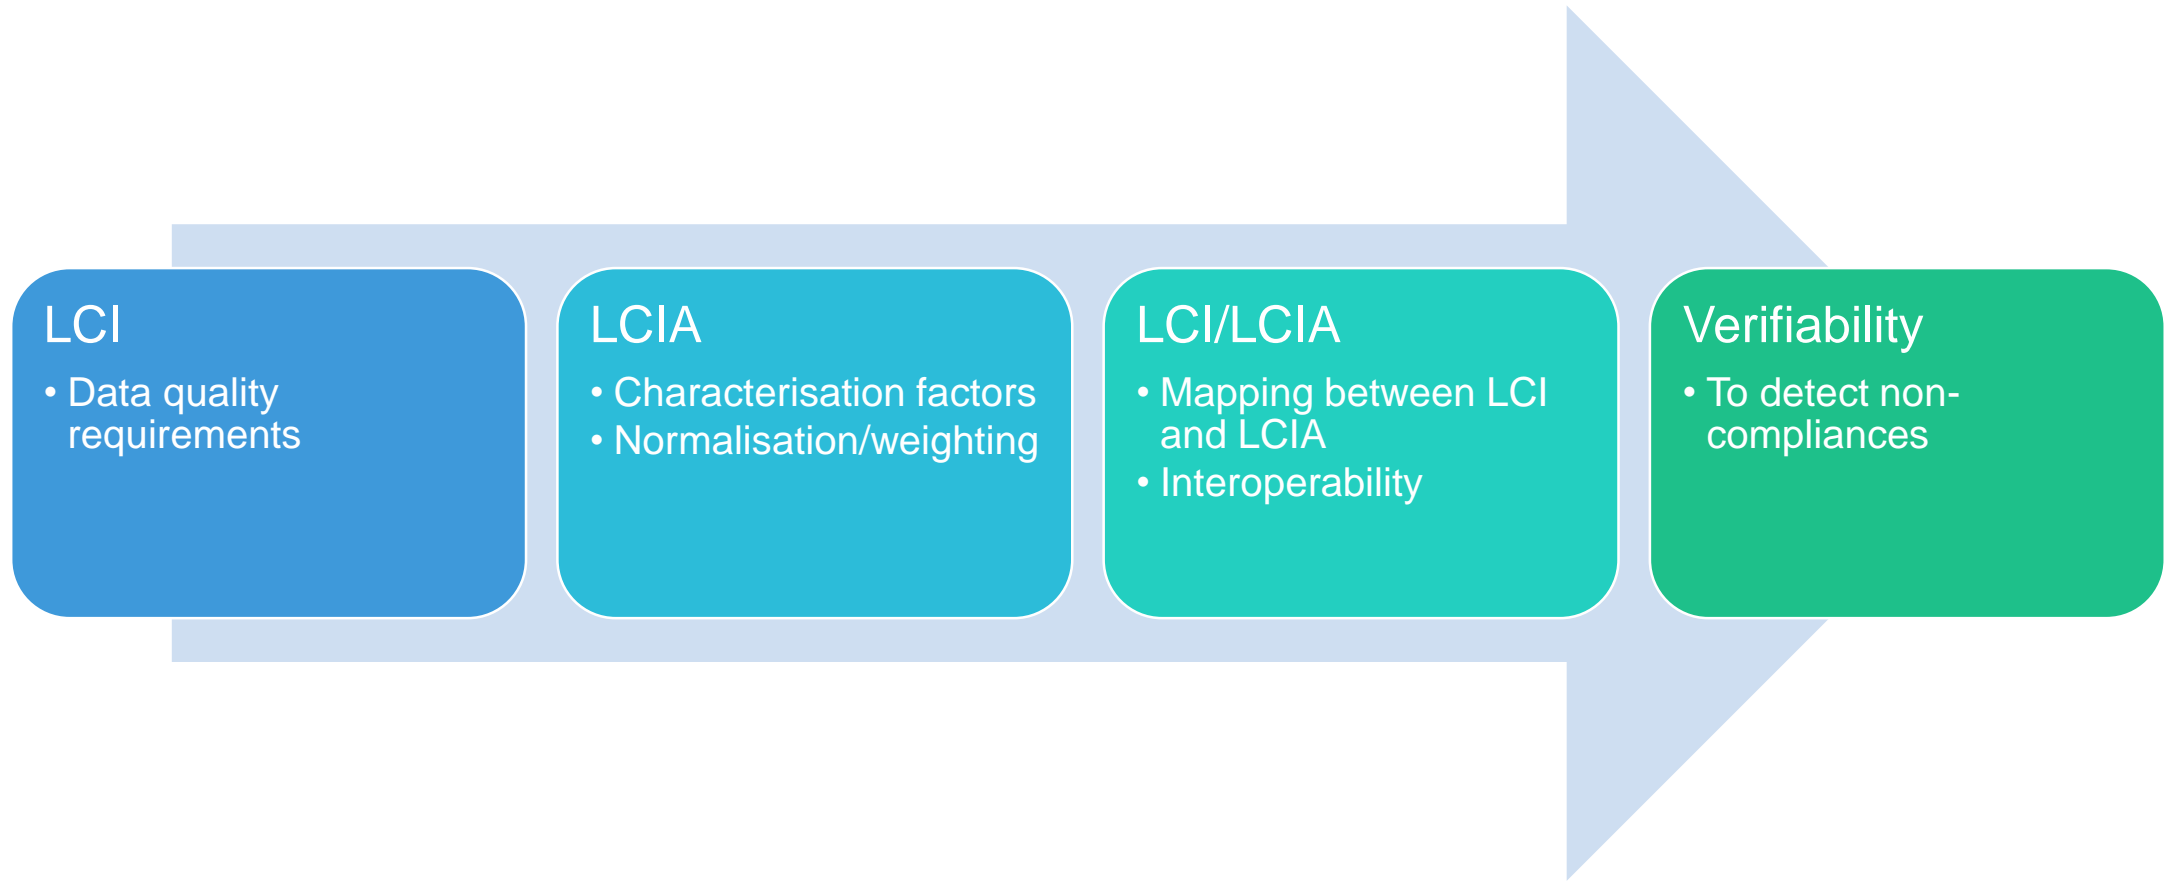 LCI
• Data quality
requirements
LCIA
• Characterisation factors
• Normalisation/weighting
LCI/LCIA
• Mapping between LCI
and LCIA
• Interoperability
Verifiability
• To detect non-
compliances